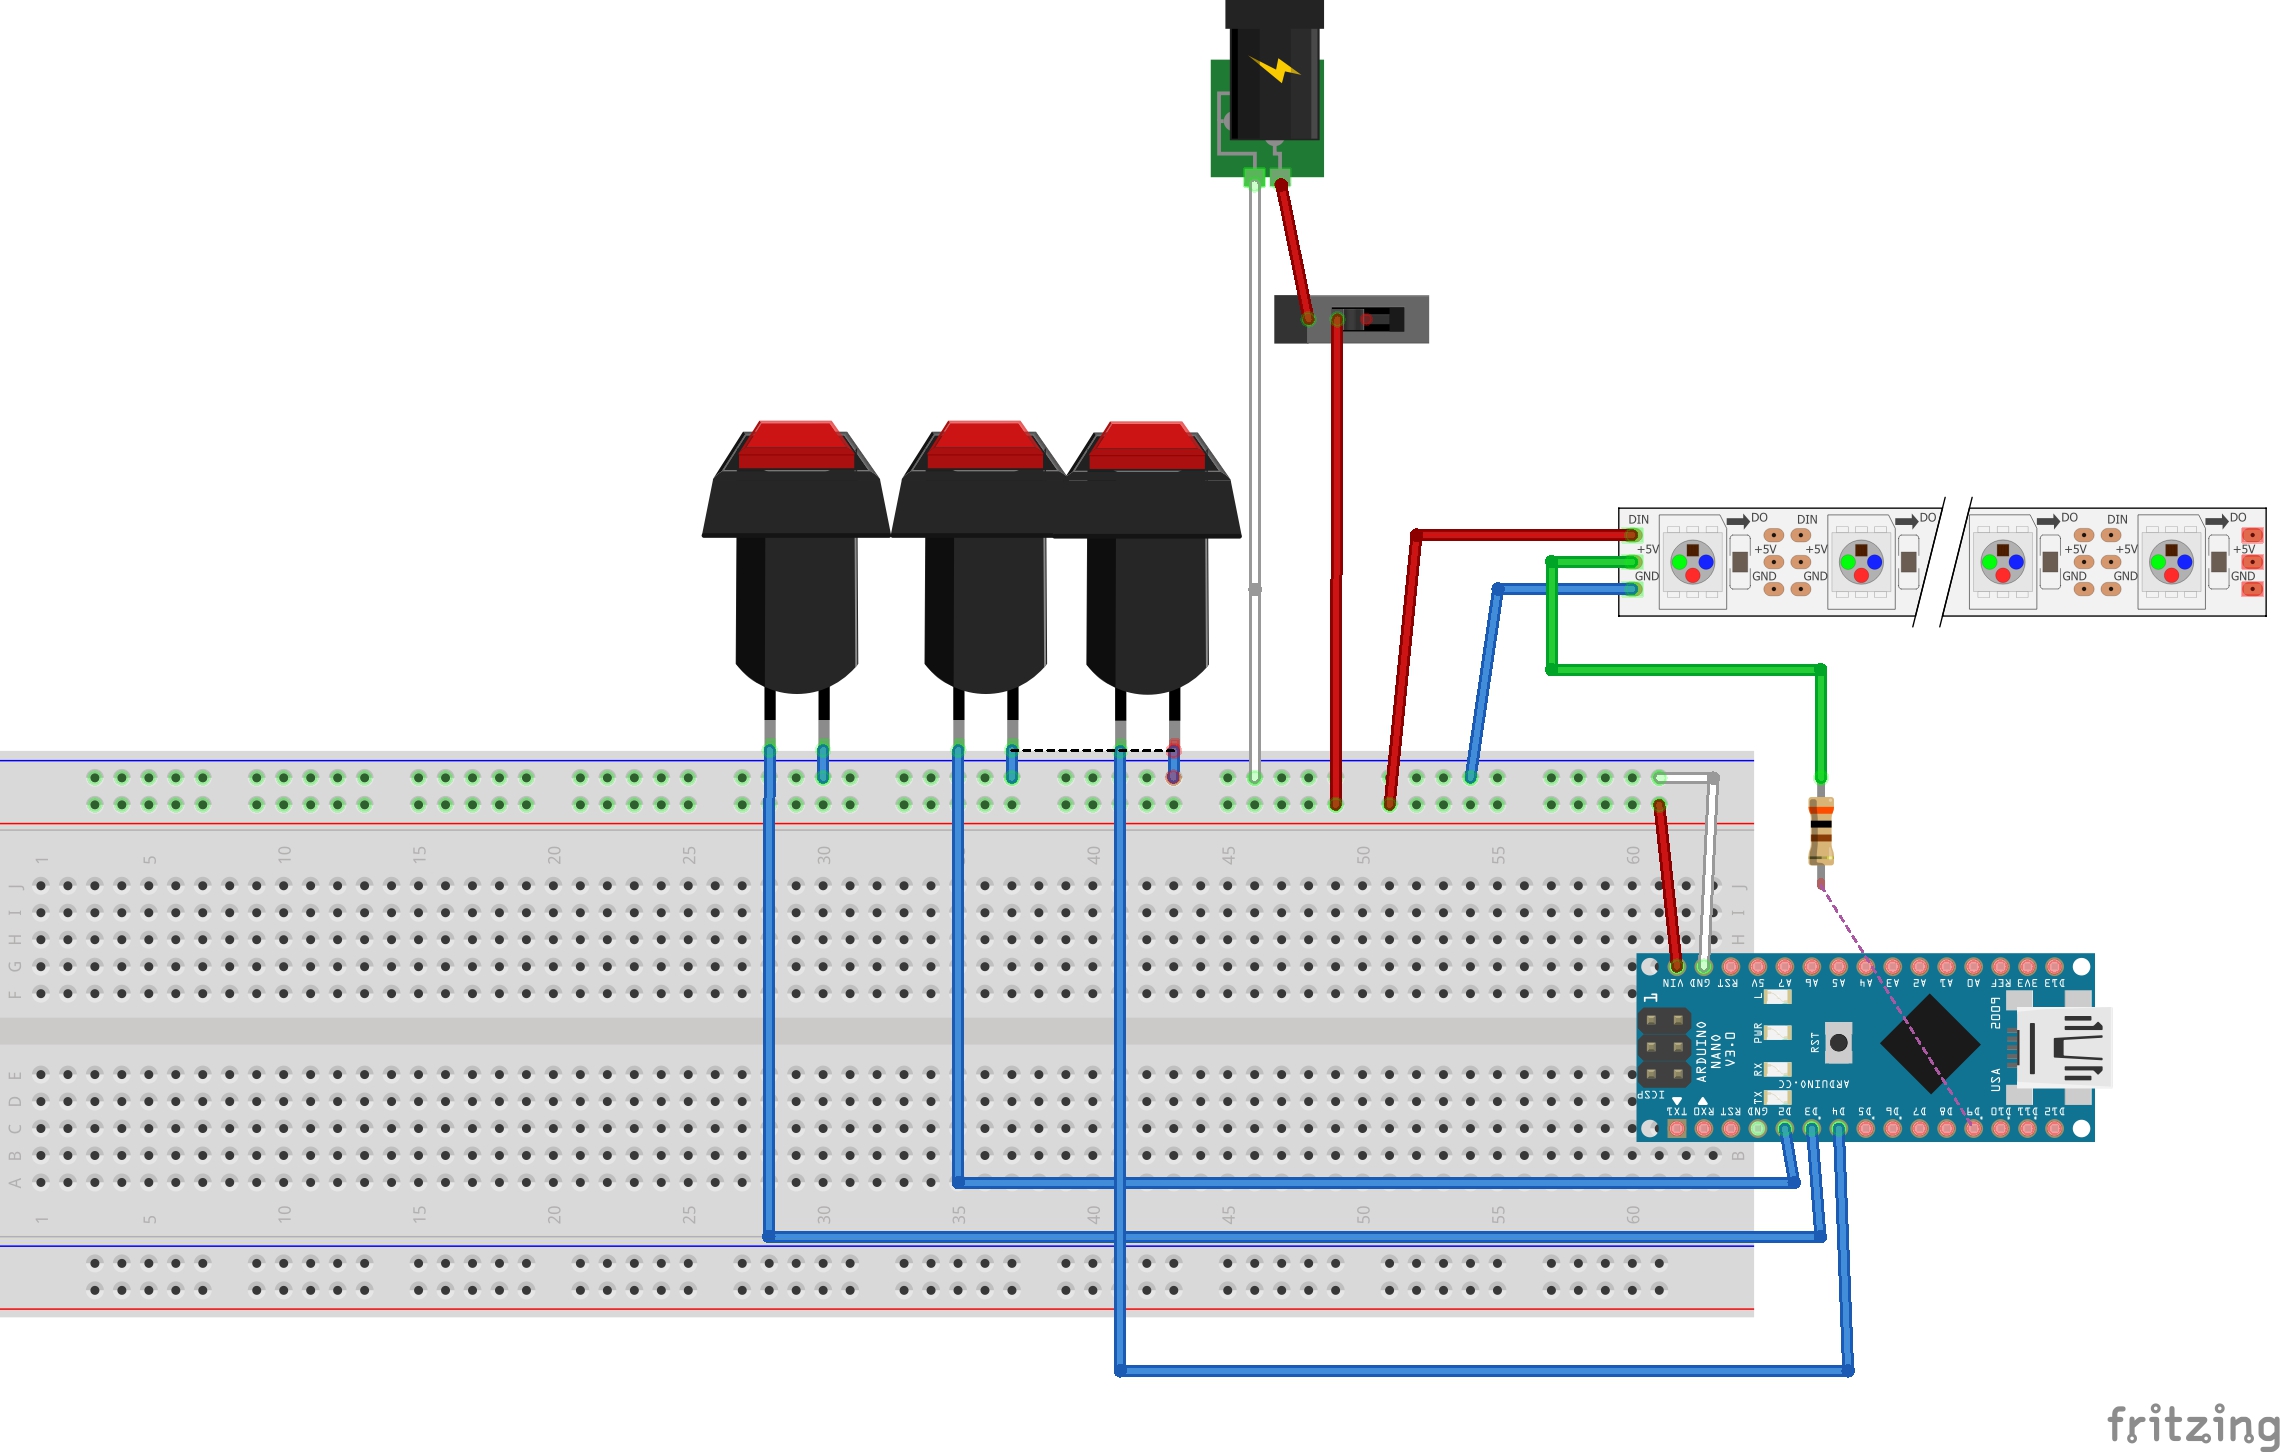 DIN DO DIN DO DO DIN DO
+5V +5V +5V +5V +5V +5V
GND GND GND GND GND GND
1 5 10 15 20 25 30 40 45 50 55 60
J J
I I
H H
G
F
VIN GND RST 5V A7 A6 A5 A4 A3 A2 A1 A0 REF 3V3 D13
1
L
PWR
RX
TX
RST
ARDUINO
NANO
V3.0
ARDUINO.CC
ICSP
USA
TX1 RX0 RST GND D2 D3 D4 D5 D6 D7 D8 D9 D10 D11 D12
E
D
C
B B
A
1 5 10 15 20 25 30 35 40 45 50 55 60
fritzing